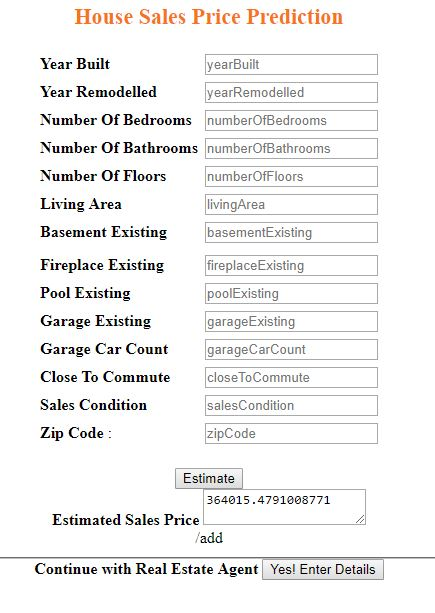 House Sales Price Prediction
Year Built yearBuilt
Year Remodelled yearRemodelled
Number Of Bedrooms numberOfBedrooms
Number Of Bathrooms numberOfBathrooms
Number Of Floors numberOfFloors
Living Area livingArea
Basement Existing basementExisting
Fireplace Existing fireplaceExisting
Pool Existing poolExisting
Garage Existing garageExisting
Garage Car Count garageCarCount
Close To Commute closeToCommute
Sales Condition salesCondition
Zip Code : zipCode
Estimate
364015.4791008771
Estimated Sales Price
/add
Continue with Real Estate Agent Yes! Enter Details